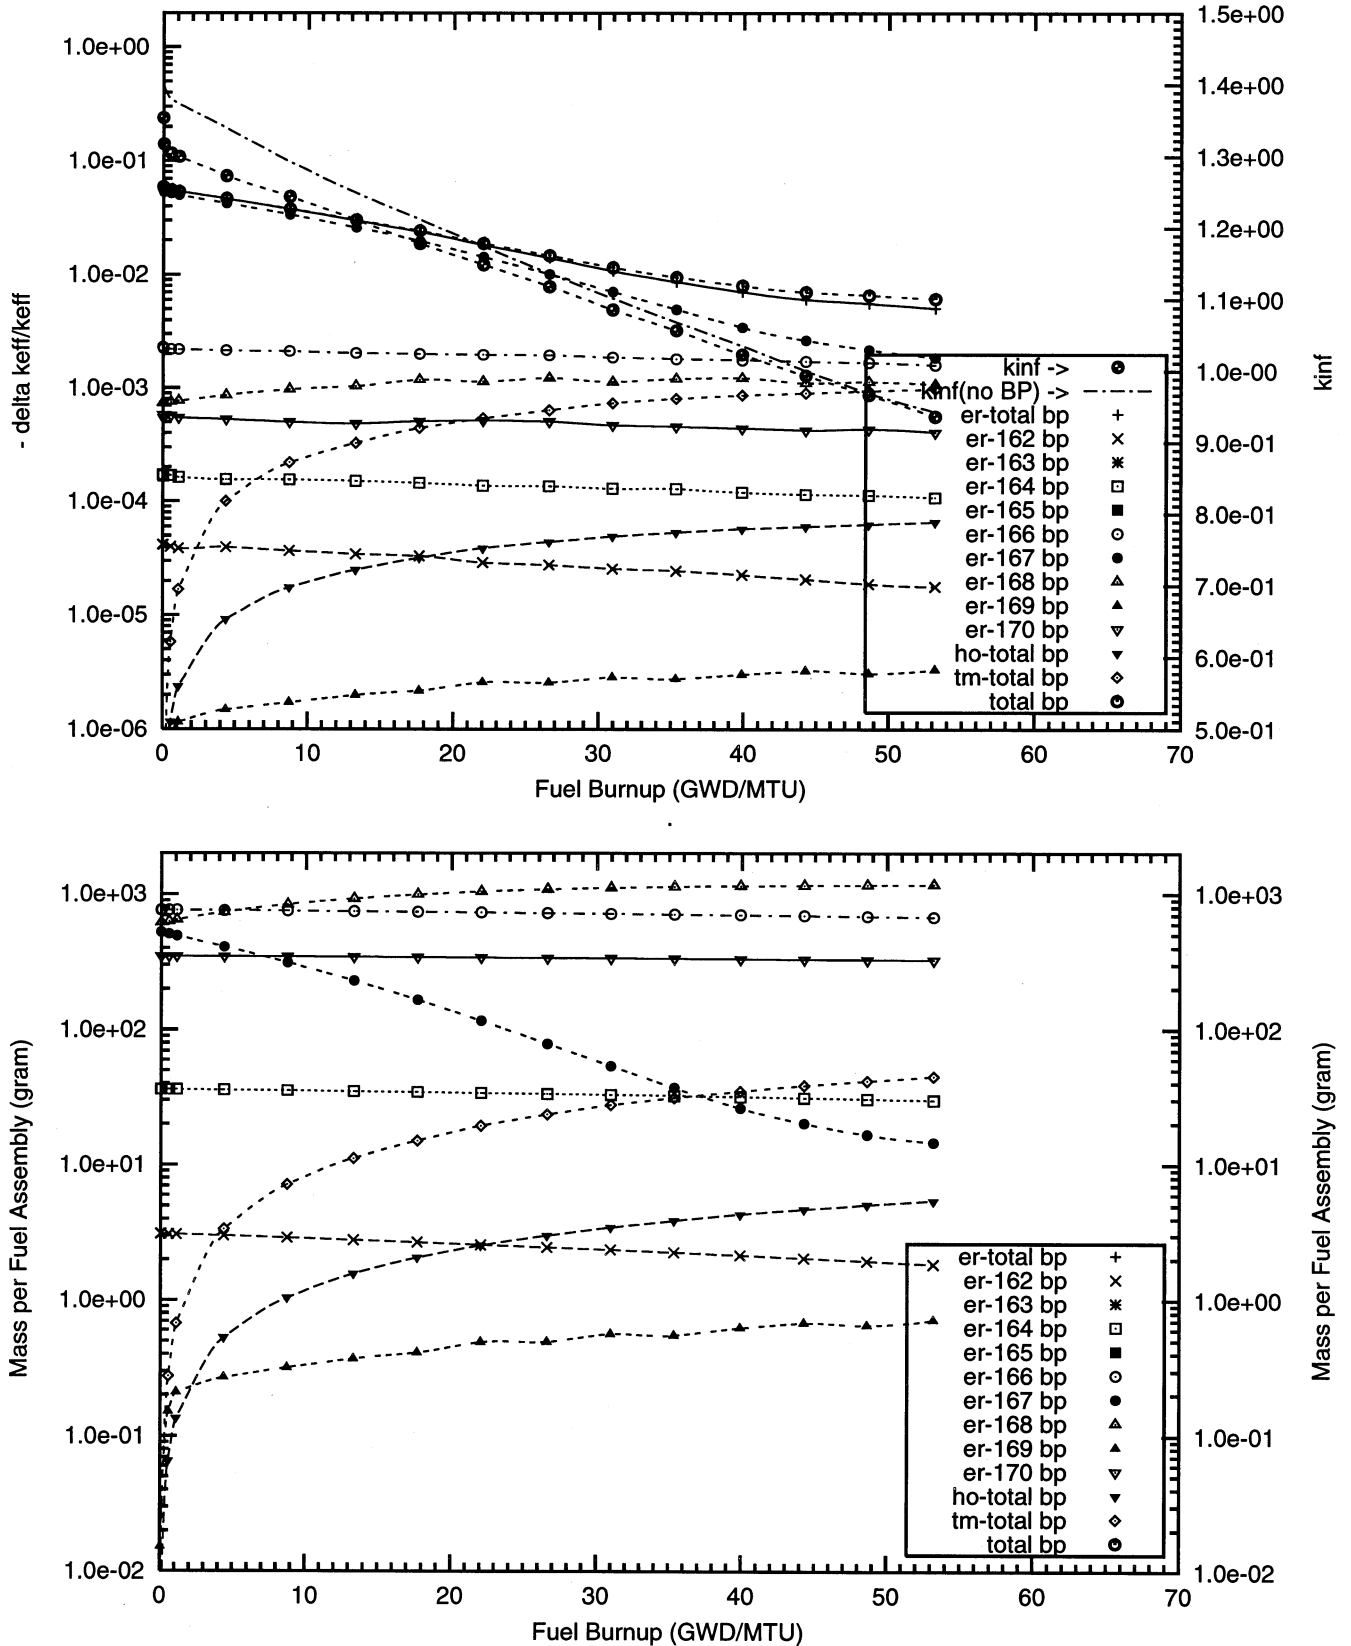 1.0e+00
1.0e-01
1.0e-02
1.0e-03
1.0e-04
1.0e-05
1.0e-06
- delta keff/keff
1.5e+00
1.4e+00
1.3e+00
1.2e+00
1.1e+00
1.0e-00
9.0e-01
8.0e-01
7.0e-01
6.0e-01
5.0e-01
kinf
kinf ->
kinf(no BP) ->
er-total bp
er-162 bp
er-163 bp
er-164 bp
er-165 bp
er-166 bp
er-167 bp
er-168 bp
er-169 bp
er-170 bp
ho-total bp
tm-total bp
total bp
0 10 20 30 40 50 60 70
Fuel Burnup (GWD/MTU)
1.0e+03
1.0e+02
1.0e+01
1.0e+00
1.0e-01
1.0e-02
Mass per Fuel Assembly (gram)
1.0e+03
1.0e+02
1.0e+01
1.0e+00
1.0e-01
1.0e-02
Mass per Fuel Assembly (gram)
er-total bp
er-162 bp
er-163 bp
er-164 bp
er-165 bp
er-166 bp
er-167 bp
er-168 bp
er-169 bp
er-170 bp
ho-total bp
tm-total bp
total bp
0 10 20 30 40 50 60 70
Fuel Burnup (GWD/MTU)